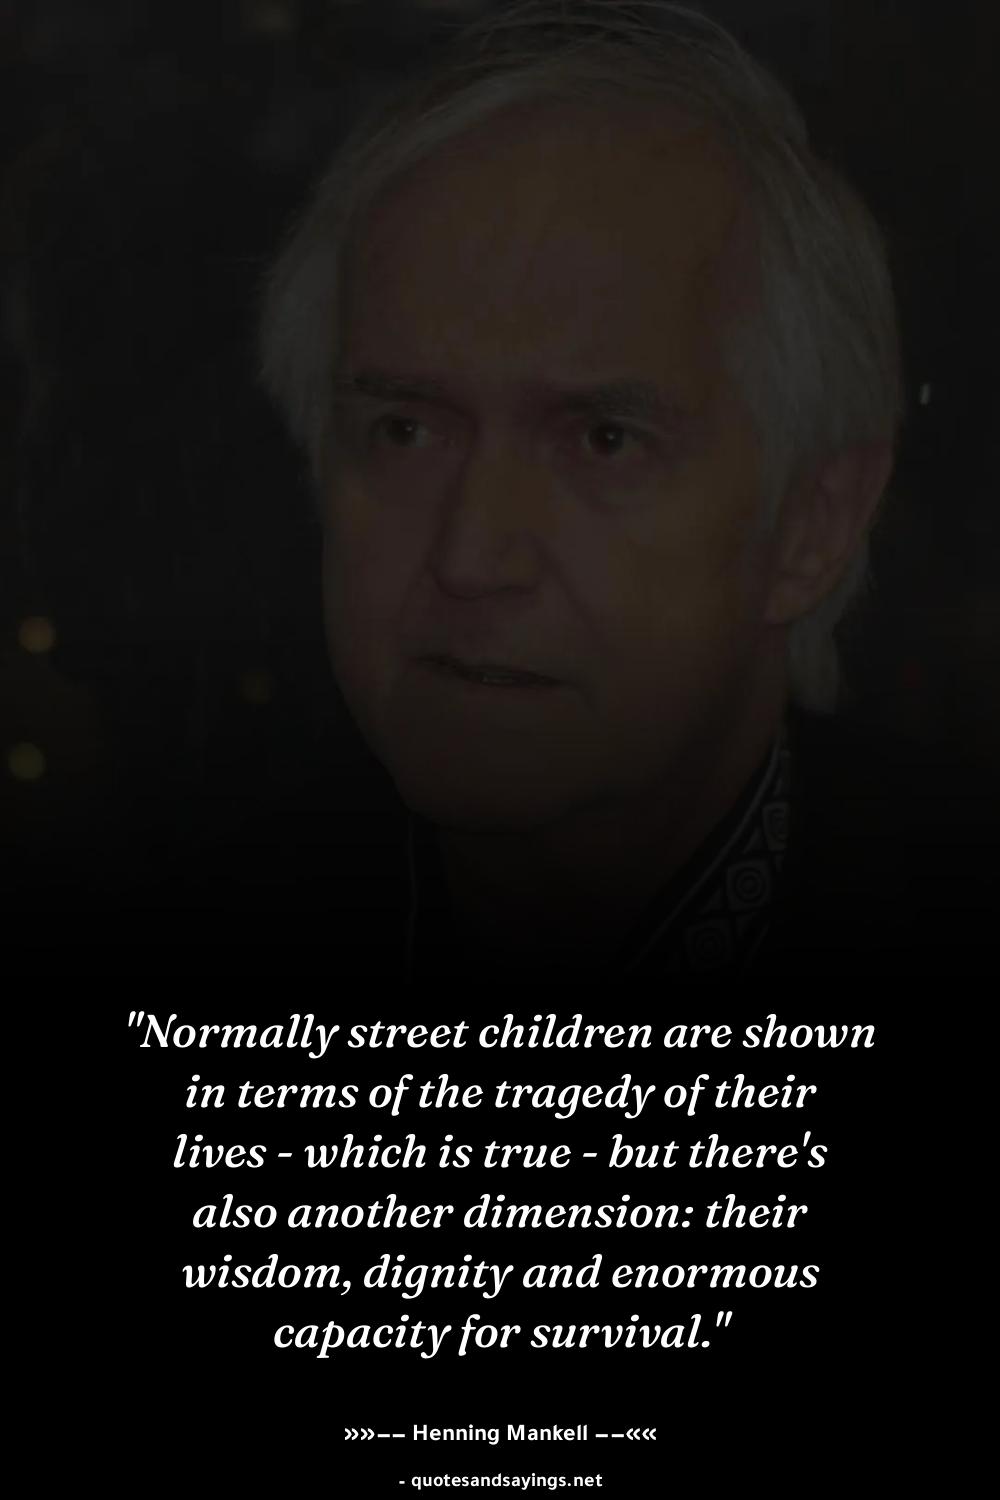 "Normally street children are shown
in terms of the tragedy of their
lives - which is true - but there's
also another dimension: their
wisdom, dignity and enormous
capacity for survival."
»»–– Henning Mankell ––««
- quotesandsayings.net